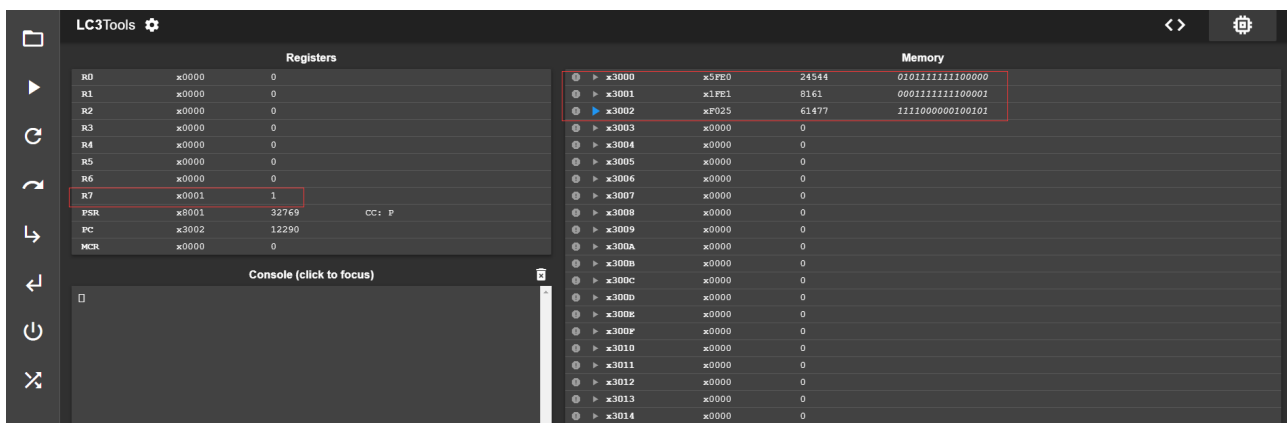 LC3Tools
Registers
R0 x0000 0
R1 x0000 0
R2 x0000 0
R3 x0000 0
R4 x0000 0
R5 x0000 0
R6 x0000 0
R7 x0001 1
PSR x8001 32769 CC: P
PC x3002 12290
MCR x0000 0
Console (click to focus)
Memory
x3000 x5FE0 24544 0101111111100000
x3001 x1FE1 8161 0001111111100001
x3002 xF025 61477 1111000000100101
x3003 x0000 0
x3004 x0000 0
x3005 x0000 0
x3006 x0000 0
x3007 x0000 0
x3008 x0000 0
x3009 x0000 0
x300A x0000 0
x300B x0000 0
x300C x0000 0
x300D x0000 0
x300E x0000 0
x300F x0000 0
x3010 x0000 0
x3011 x0000 0
x3012 x0000 0
x3013 x0000 0
x3014 x0000 0